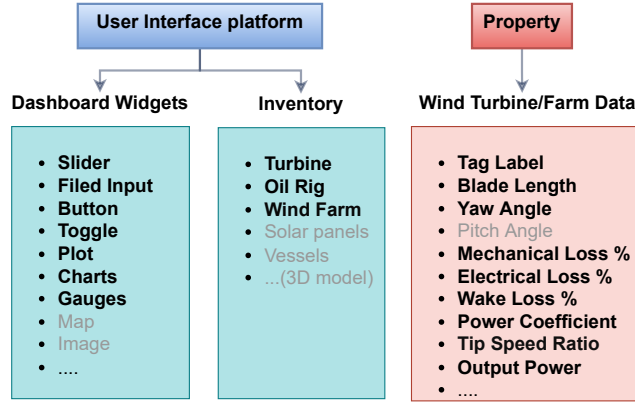 User Interface platform
Property
Dashboard Widgets
Inventory
Wind Turbine/Farm Data
• Slider
• Filed Input
• Button
• Toggle
• Plot
• Charts
• Gauges
• Map
• Image
• ....
• Turbine
• Oil Rig
• Wind Farm
• Solar panels
• Vessels
• ...(3D model)
• Tag Label
• Blade Length
• Yaw Angle
• Pitch Angle
• Mechanical Loss %
• Electrical Loss %
• Wake Loss %
• Power Coefficient
• Tip Speed Ratio
• Output Power
• ....